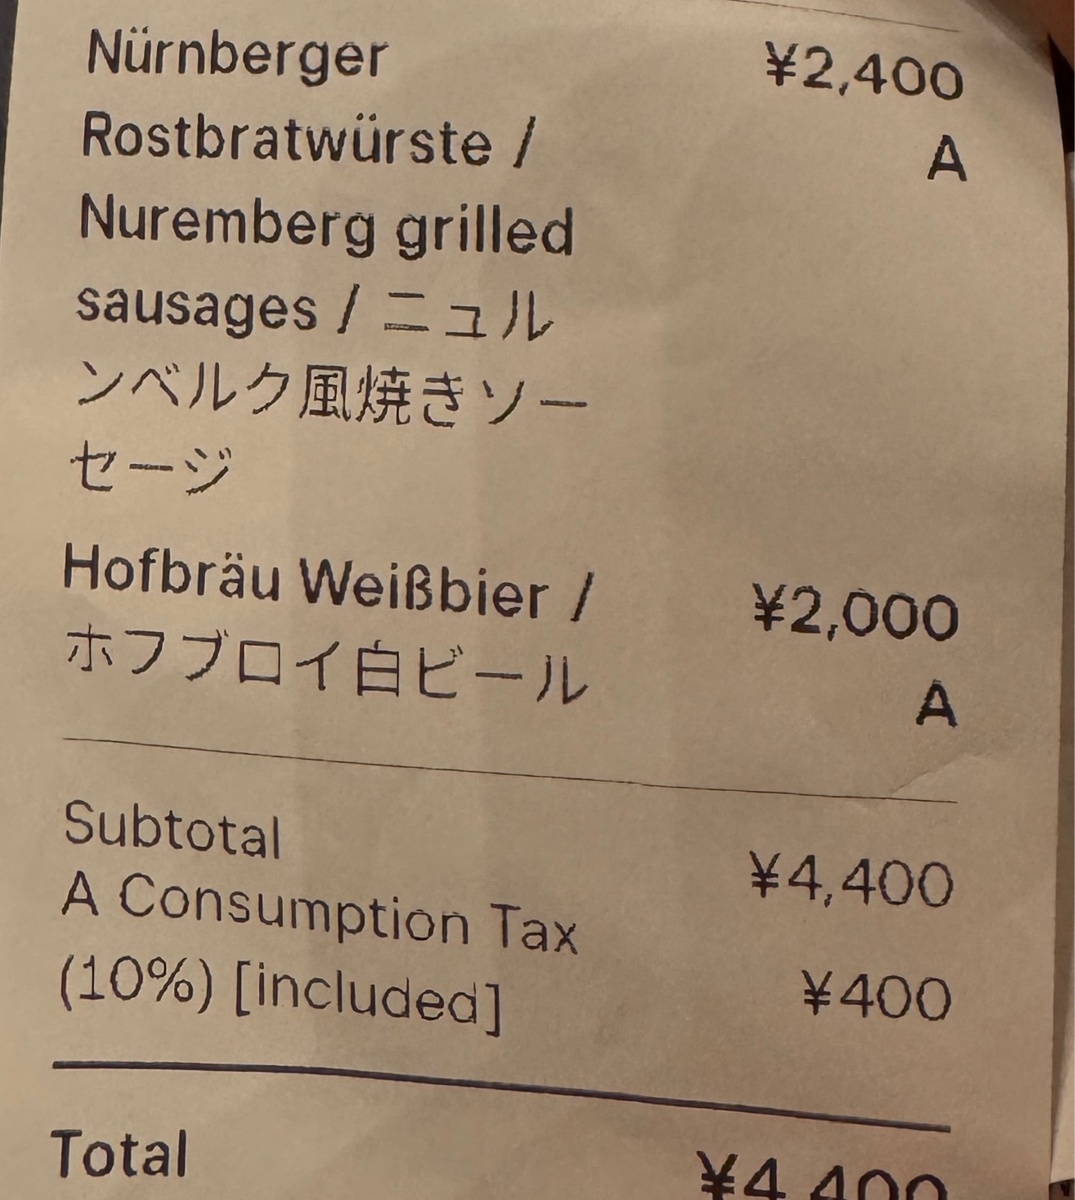 Nürnberger ¥2,400
Rostbratwürste / A
Nuremberg grilled
sausages / ニュル
ンベルク風焼きソー
セージ
Hofbräu Weißbier / ¥2,000
ホフブロイ白ビール A
Subtotal ¥4,400
A Consumption Tax
(10%) [included] ¥400
Total ¥4,400